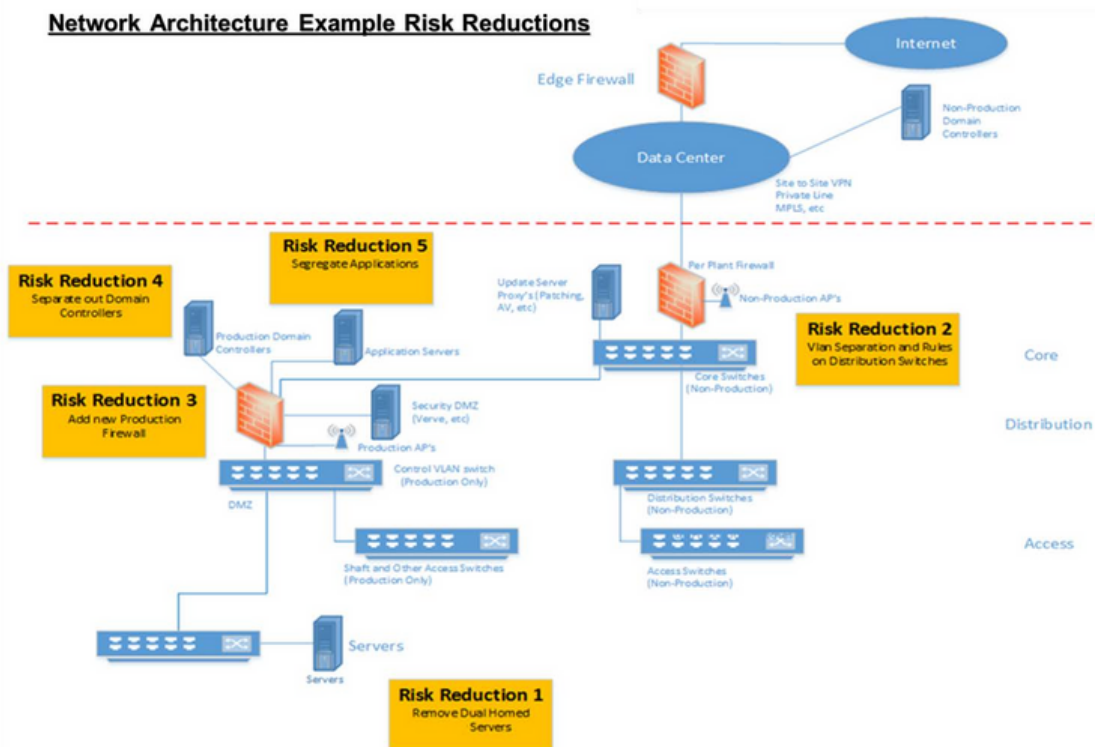 Network Architecture Example Risk Reductions
Internet
Edge Firewall
Non-Production
Domain
Controllers
Data Center
Site to Site VPN
Private Line
MPLS, etc
Risk Reduction 5
Segregate Applications
Risk Reduction 4
Separate out Domain
Controllers
Update Server
Proxy's (Patching,
AV, etc)
Per Plant Firewall
Non-Production AP's
Risk Reduction 2
Vlan Separation and Rules
on Distribution Switches
Core
Production Domain
Controllers
Application Servers
Core Switches
(Non-Production)
Risk Reduction 3
Add new Production
Firewall
Security DMZ
(Verve, etc)
Production AP's
Distribution
Control VLAN switch
(Production Only)
DMZ
Distribution Switches
(Non-Production)
Access
Shaft and Other Access Switches
(Production Only)
Access Switches
(Non-Production)
Servers
Servers
Risk Reduction 1
Remove Dual Homed
Servers